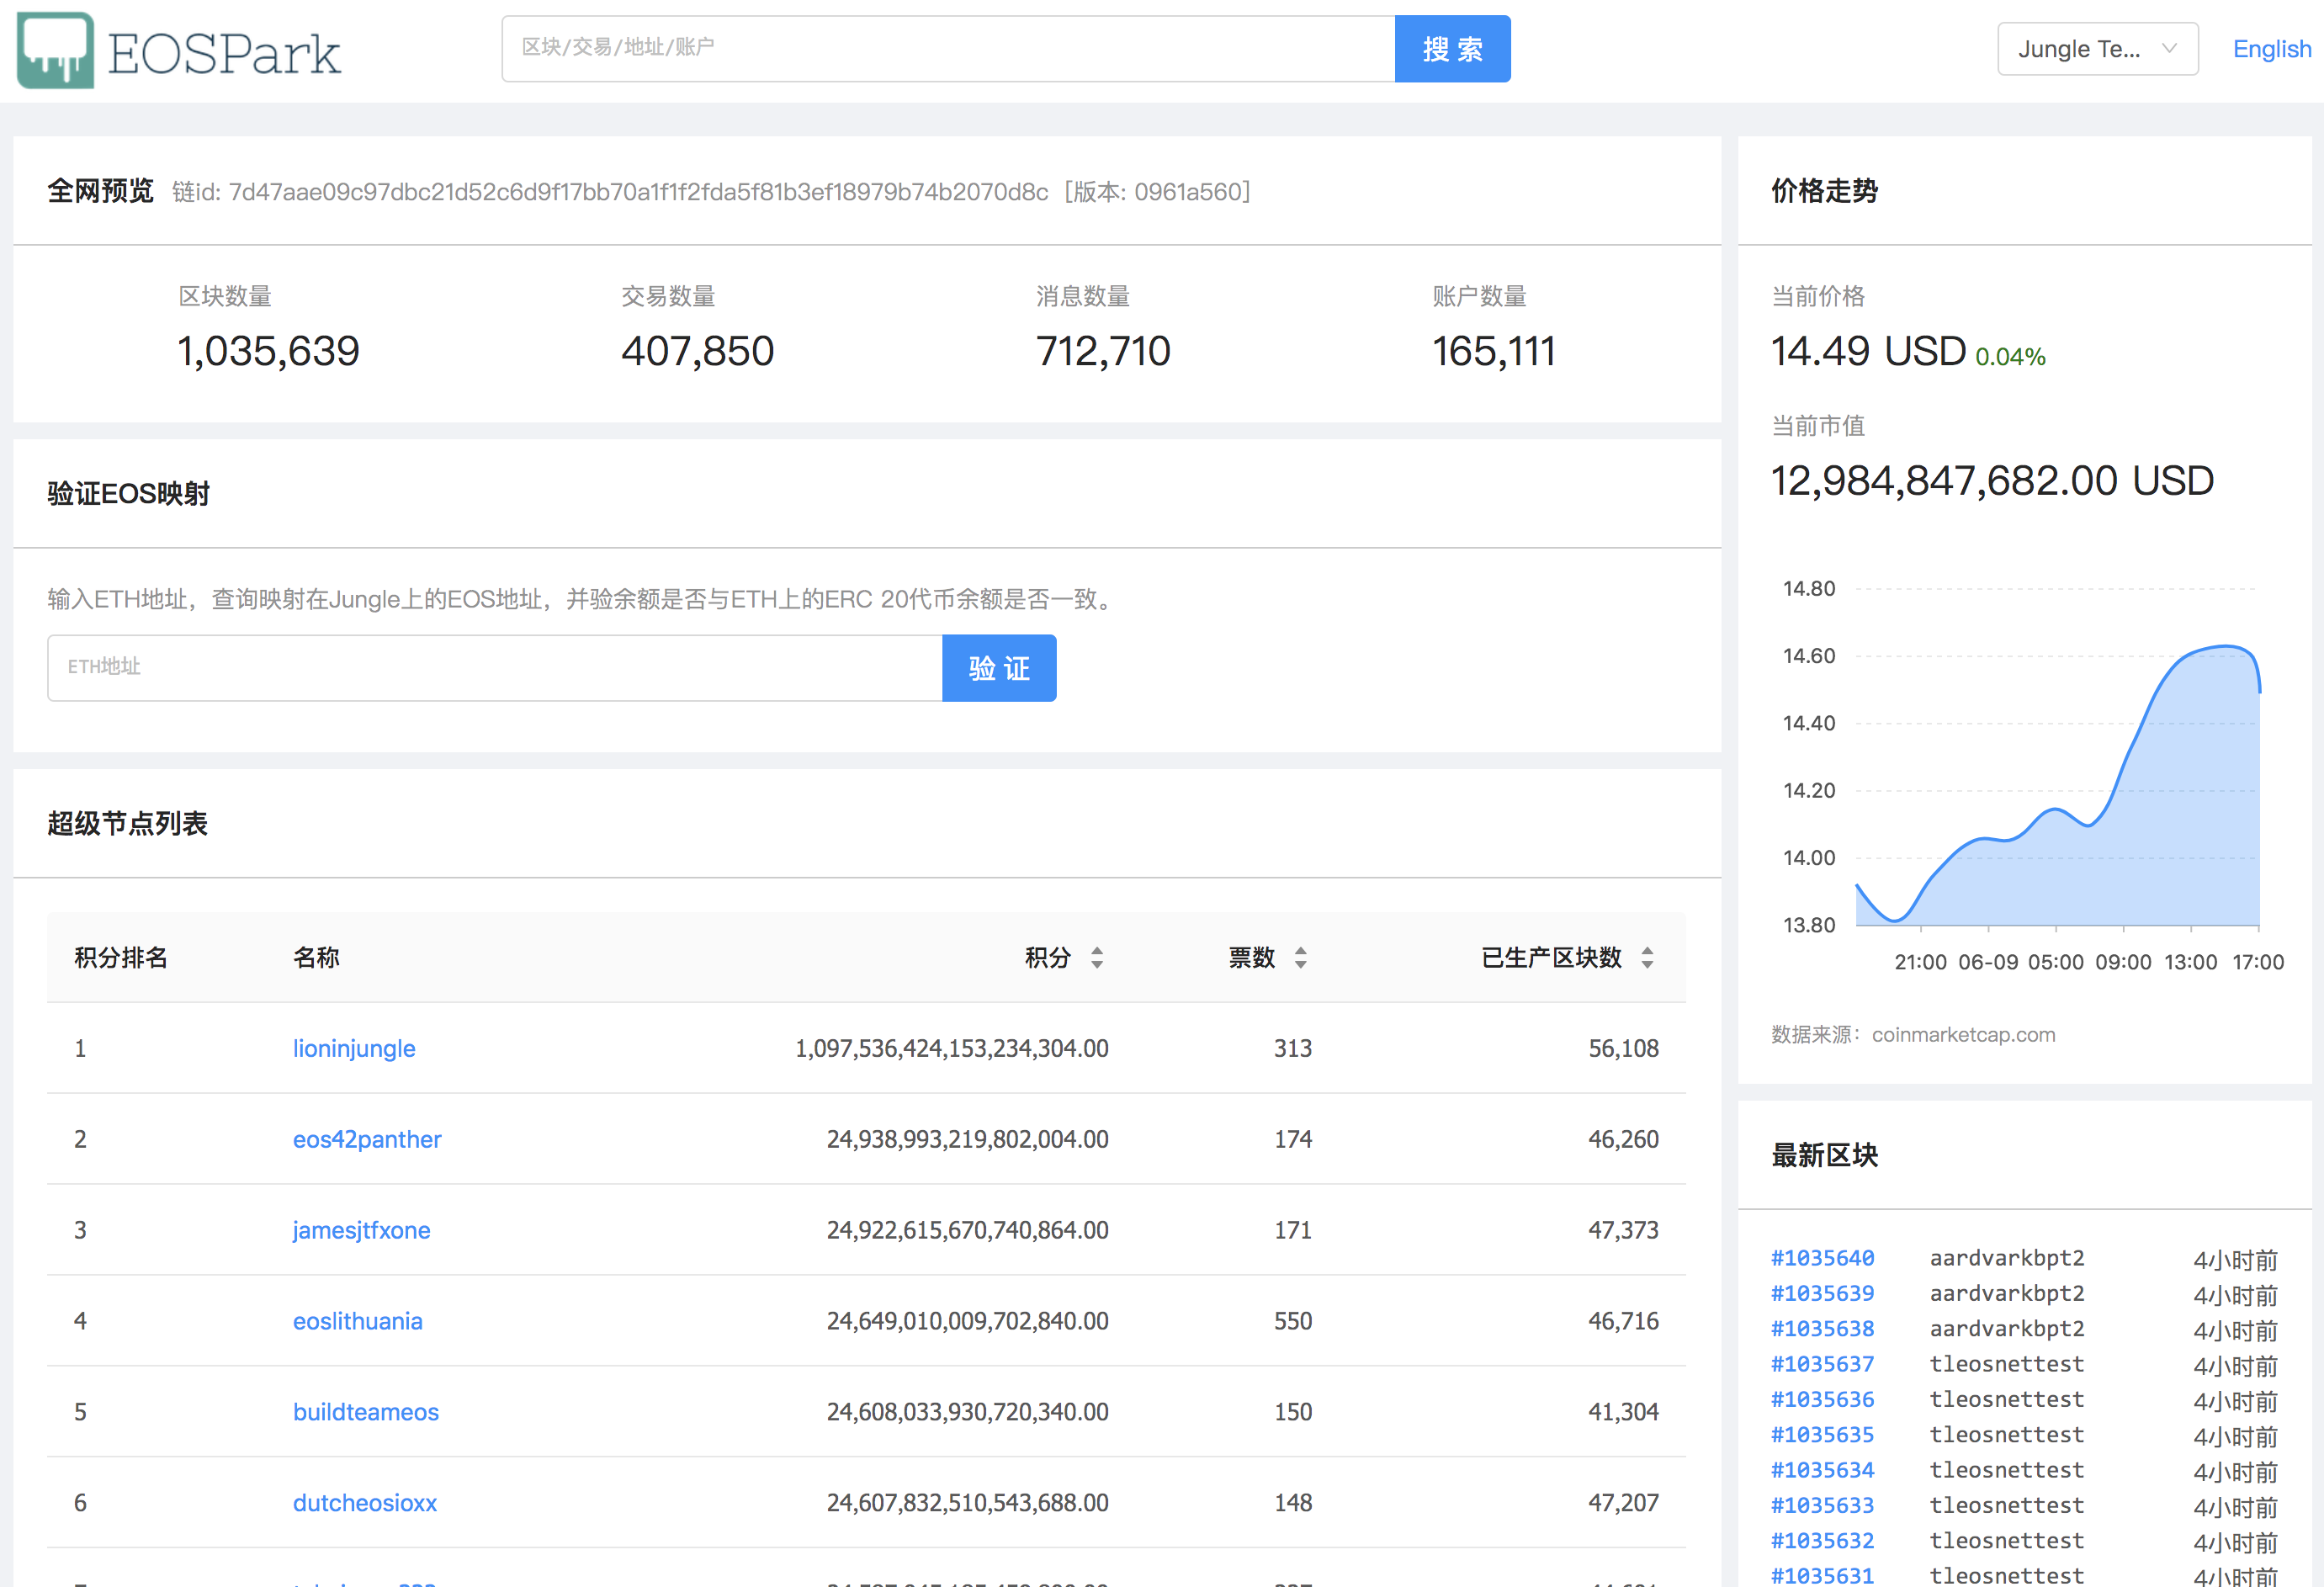 EOSPark
区块/交易/地址/账户
搜 索
Jungle Te...
English
全网预览 链id: 7d47aae09c97dbc21d52c6d9f17bb70a1f1f2fda5f81b3ef18979b74b2070d8c [版本: 0961a560]
区块数量 交易数量 消息数量 账户数量
1,035,639 407,850 712,710 165,111
验证EOS映射
输入ETH地址，查询映射在Jungle上的EOS地址，并验余额是否与ETH上的ERC 20代币余额是否一致。
ETH地址
验 证
超级节点列表
积分排名 名称 积分 票数 已生产区块数
1 lioninjungle 1,097,536,424,153,234,304.00 313 56,108
2 eos42panther 24,938,993,219,802,004.00 174 46,260
3 jamesjtfxone 24,922,615,670,740,864.00 171 47,373
4 eoslithuania 24,649,010,009,702,840.00 550 46,716
5 buildteameos 24,608,033,930,720,340.00 150 41,304
6 dutcheosioxx 24,607,832,510,543,688.00 148 47,207
价格走势
当前价格
14.49 USD 0.04%
当前市值
12,984,847,682.00 USD
14.80
14.60
14.40
14.20
14.00
13.80
21:00 06-09 05:00 09:00 13:00 17:00
数据来源：coinmarketcap.com
最新区块
#1035640 aardvarkbpt2 4小时前
#1035639 aardvarkbpt2 4小时前
#1035638 aardvarkbpt2 4小时前
#1035637 tleosnettest 4小时前
#1035636 tleosnettest 4小时前
#1035635 tleosnettest 4小时前
#1035634 tleosnettest 4小时前
#1035633 tleosnettest 4小时前
#1035632 tleosnettest 4小时前
#1035631 tleosnettest 4小时前